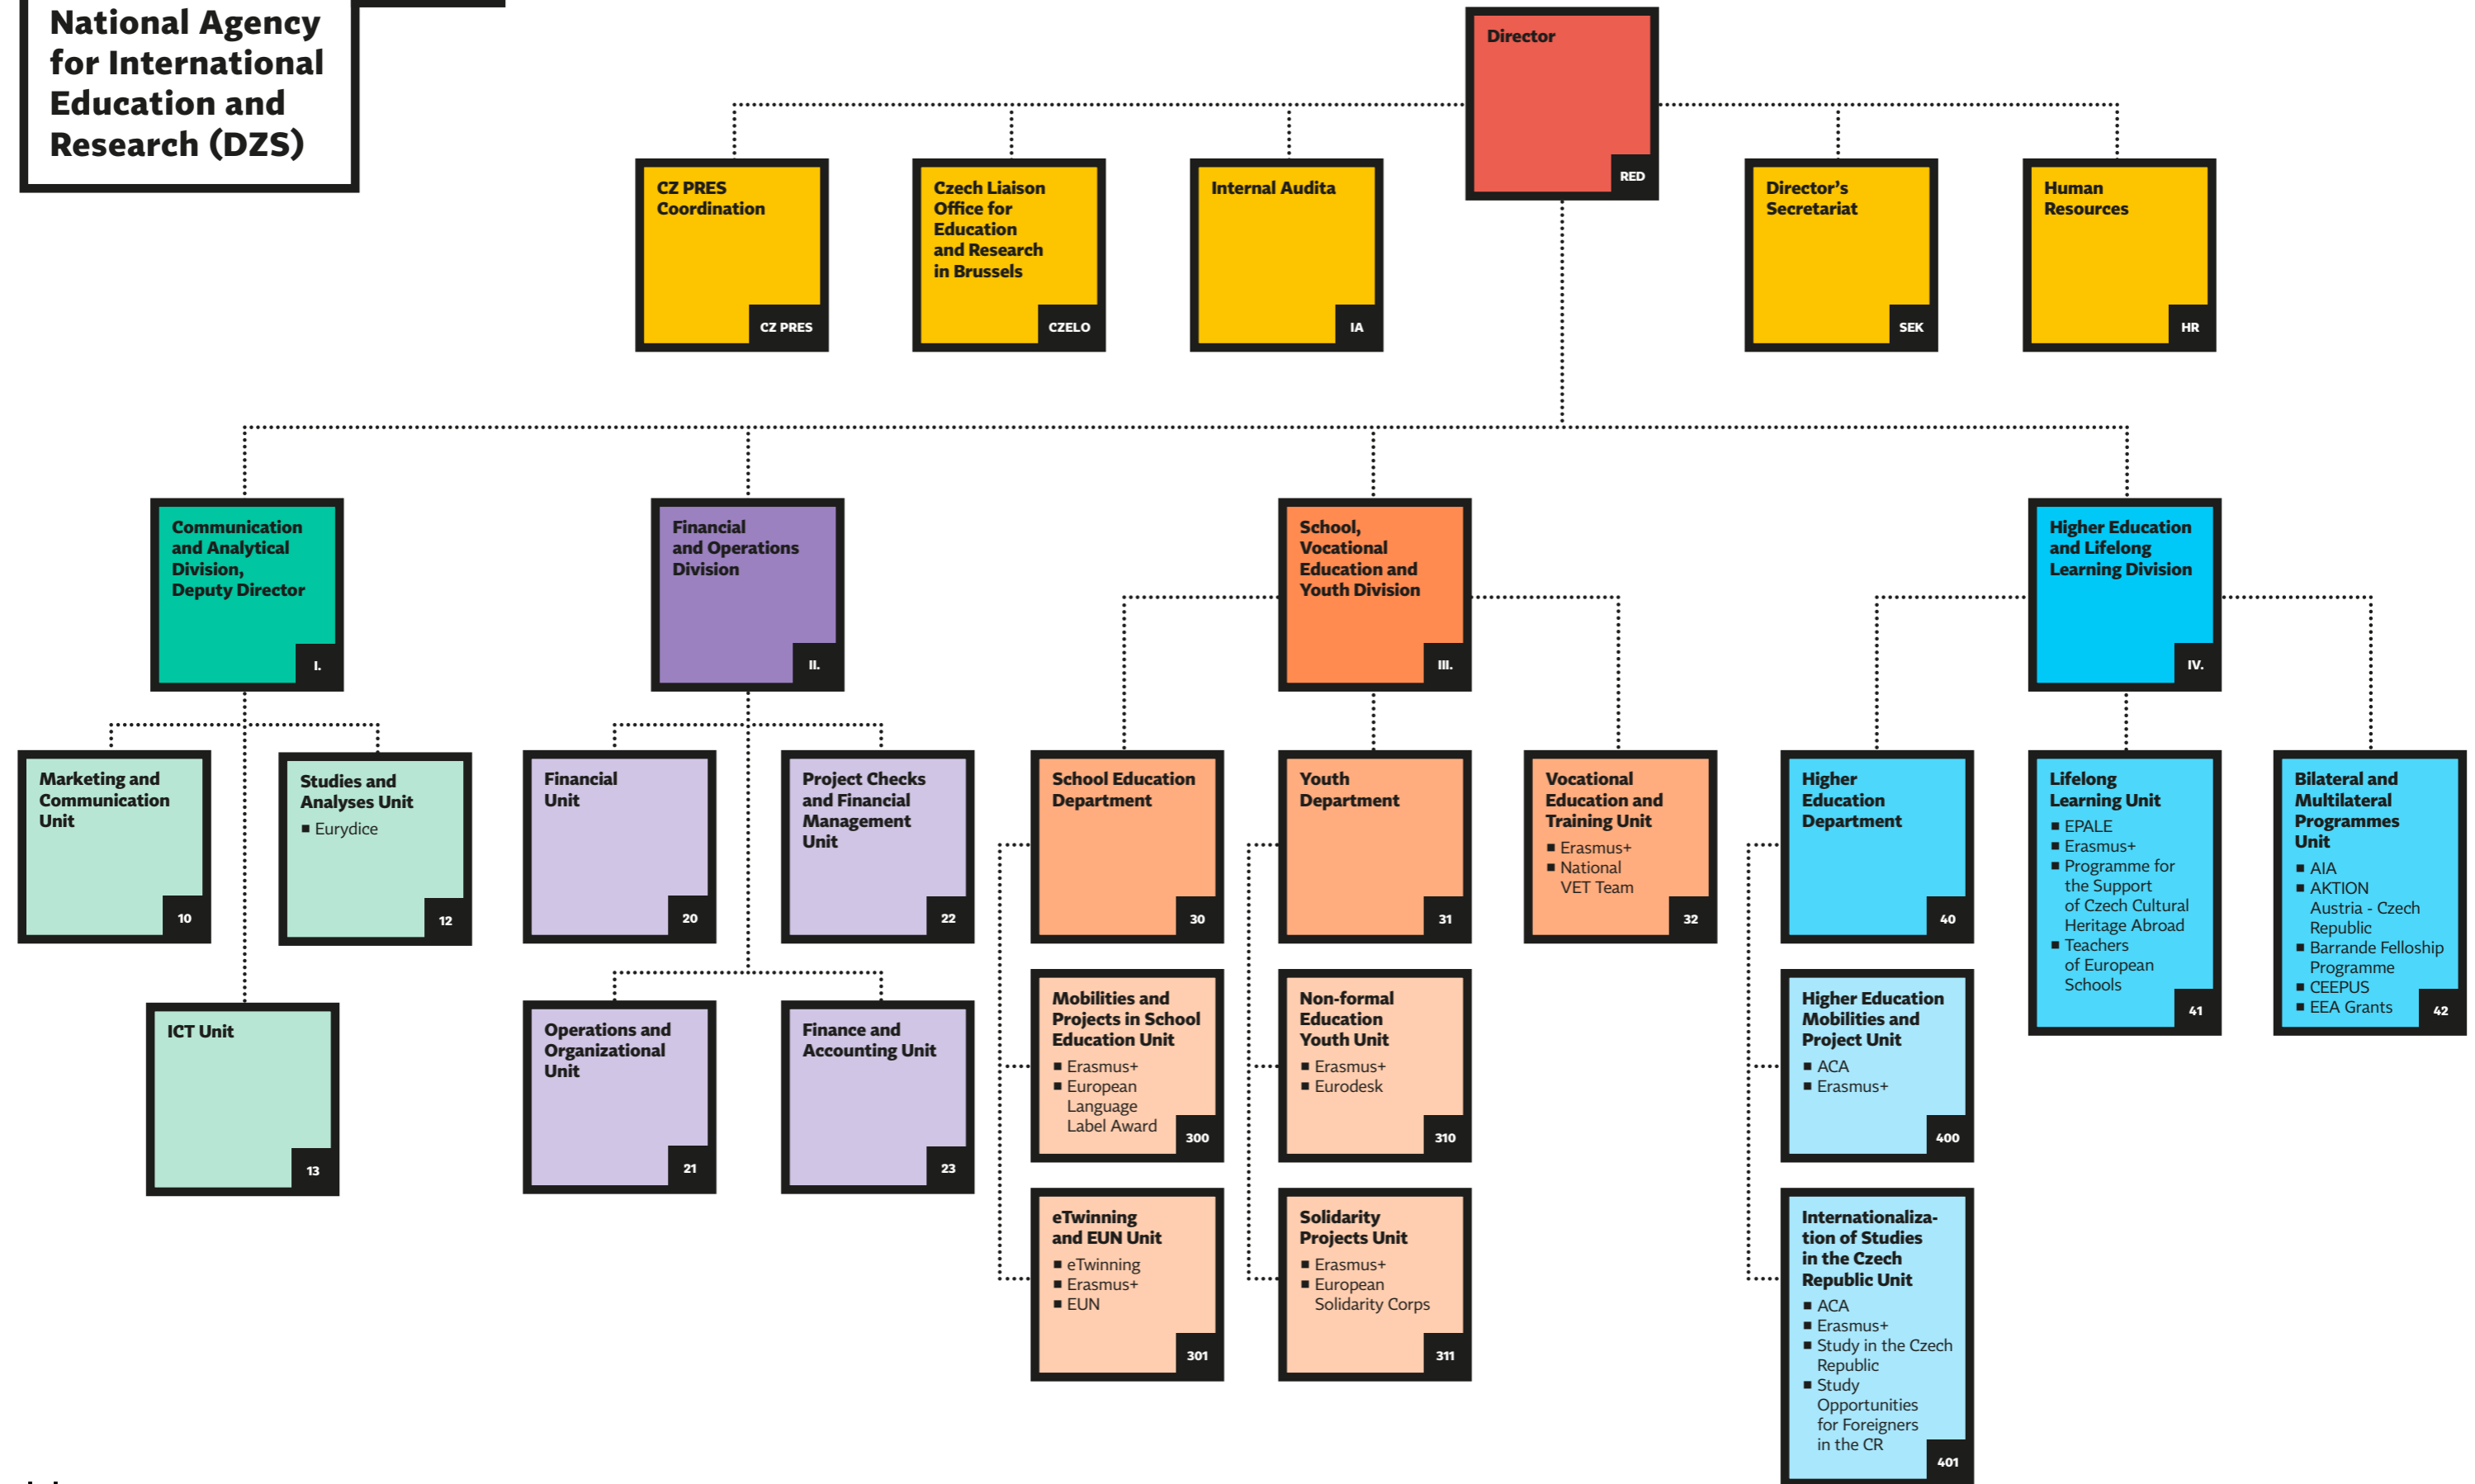 National Agency
for International
Education and
Research (DZS)
Director
RED
CZ PRES
Coordination
CZ PRES
Czech Liaison
Office for
Education
and Research
in Brussels
CZELO
Internal Audita
IA
Director's
Secretariat
SEK
Human
Resources
HR
Communication
and Analytical
Division,
Deputy Director
I.
Financial
and Operations
Division
II.
School,
Vocational
Education and
Youth Division
III.
Higher Education
and Lifelong
Learning Division
IV.
Marketing and
Communication
Unit
10
Studies and
Analyses Unit
■ Eurydice
12
ICT Unit
13
Financial
Unit
20
Project Checks
and Financial
Management
Unit
22
Operations and
Organizational
Unit
21
Finance and
Accounting Unit
23
School Education
Department
30
Mobilities and
Projects in School
Education Unit
■ Erasmus+
■ European
Language
Label Award
300
eTwinning
and EUN Unit
■ eTwinning
■ Erasmus+
■ EUN
301
Youth
Department
31
Non-formal
Education
Youth Unit
■ Erasmus+
■ Eurodesk
310
Solidarity
Projects Unit
■ Erasmus+
■ European
Solidarity Corps
311
Vocational
Education and
Training Unit
■ Erasmus+
■ National
VET Team
32
Higher
Education
Department
40
Higher Education
Mobilities and
Project Unit
■ ACA
■ Erasmus+
400
Internationaliza-
tion of Studies
in the Czech
Republic Unit
■ ACA
■ Erasmus+
■ Study in the Czech
Republic
■ Study
Opportunities
for Foreigners
in the CR
401
Lifelong
Learning Unit
■ EPALE
■ Erasmus+
■ Programme for
the Support
of Czech Cultural
Heritage Abroad
■ Teachers
of European
Schools
41
Bilateral and
Multilateral
Programmes
Unit
■ AIA
■ AKTION
Austria - Czech
Republic
■ Barrande Felloship
Programme
■ CEEPUS
■ EEA Grants
42